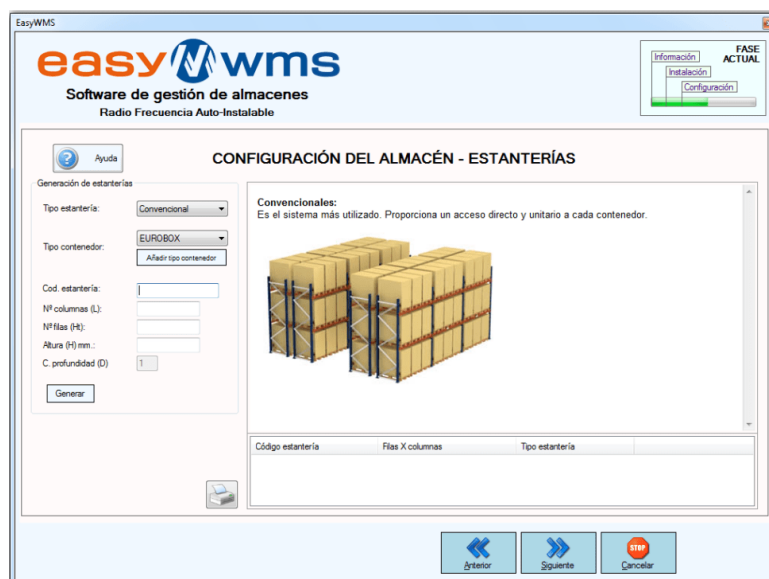 EasyWMS
easy wms
Software de gestión de almacenes
Radio Frecuencia Auto-Instalable
FASE ACTUAL
Información
Instalación
Configuración
Ayuda
CONFIGURACIÓN DEL ALMACÉN - ESTANTERÍAS
Generación de estanterías
Tipo estantería: Convencional
Tipo contenedor: EUROBOX
Añadir tipo contenedor
Cod. estantería:
Nº columnas (L):
Nº filas (Ht):
Altura (H) mm.:
C. profundidad (D) 1
Generar
Convencionales:
Es el sistema más utilizado. Proporciona un acceso directo y unitario a cada contenedor.
Código estantería Filas X columnas Tipo estantería
Anterior
Siguiente
STOP
Cancelar